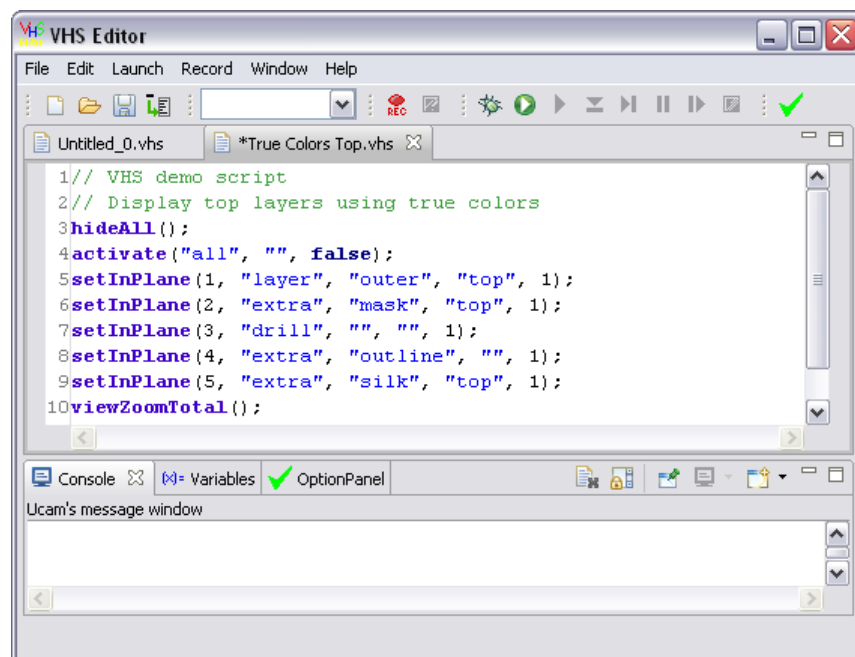 VHS VHS Editor
File Edit Launch Record Window Help
REC
Untitled_0.vhs *True Colors Top.vhs
1// VHS demo script
2// Display top layers using true colors
3hideAll();
4activate("all", "", false);
5setInPlane(1, "layer", "outer", "top", 1);
6setInPlane(2, "extra", "mask", "top", 1);
7setInPlane(3, "drill", "", "", 1);
8setInPlane(4, "extra", "outline", "", 1);
9setInPlane(5, "extra", "silk", "top", 1);
10viewZoomTotal();
Console (x)= Variables OptionPanel
Ucam's message window